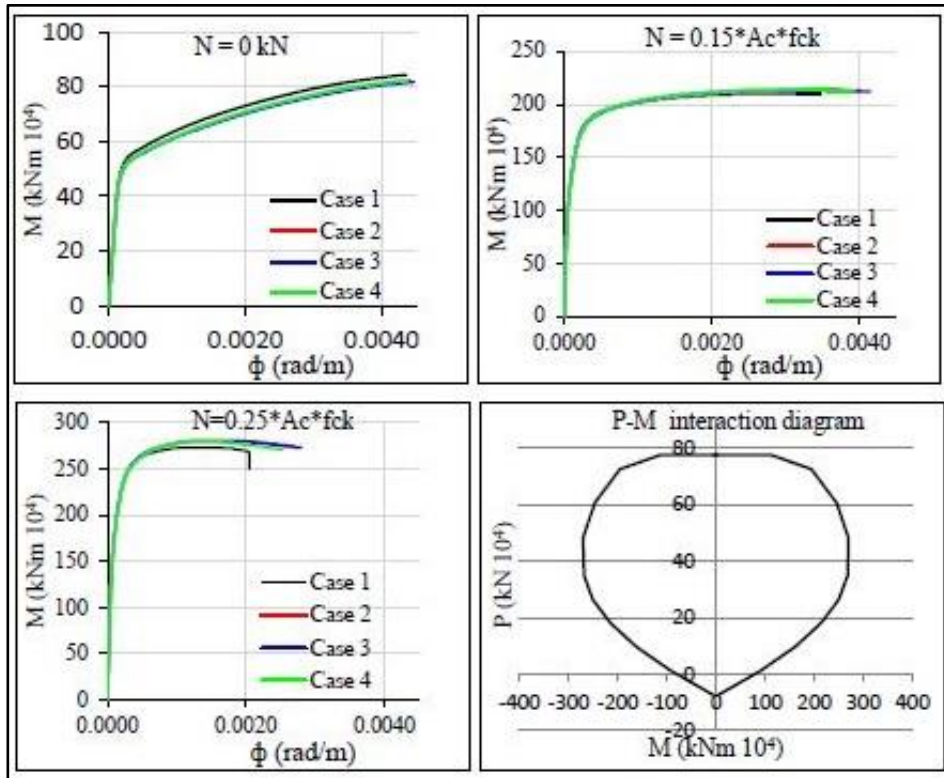 N = 0 kN
M (kNm 10⁴)
100
80
60
40
20
0
Case 1
Case 2
Case 3
Case 4
0.0000 0.0020 0.0040
ϕ (rad/m)
N = 0.15*Ac*fck
M (kNm 10⁴)
250
200
150
100
50
0
Case 1
Case 2
Case 3
Case 4
0.0000 0.0020 0.0040
ϕ (rad/m)
N=0.25*Ac*fck
M (kNm 10⁴)
300
250
200
150
100
50
0
Case 1
Case 2
Case 3
Case 4
0.0000 0.0020 0.0040
ϕ (rad/m)
P-M interaction diagram
P (kN 10⁴)
80
60
40
20
0
-400 -300 -200 -100 0 100 200 300 400
-20
M (kNm 10⁴)